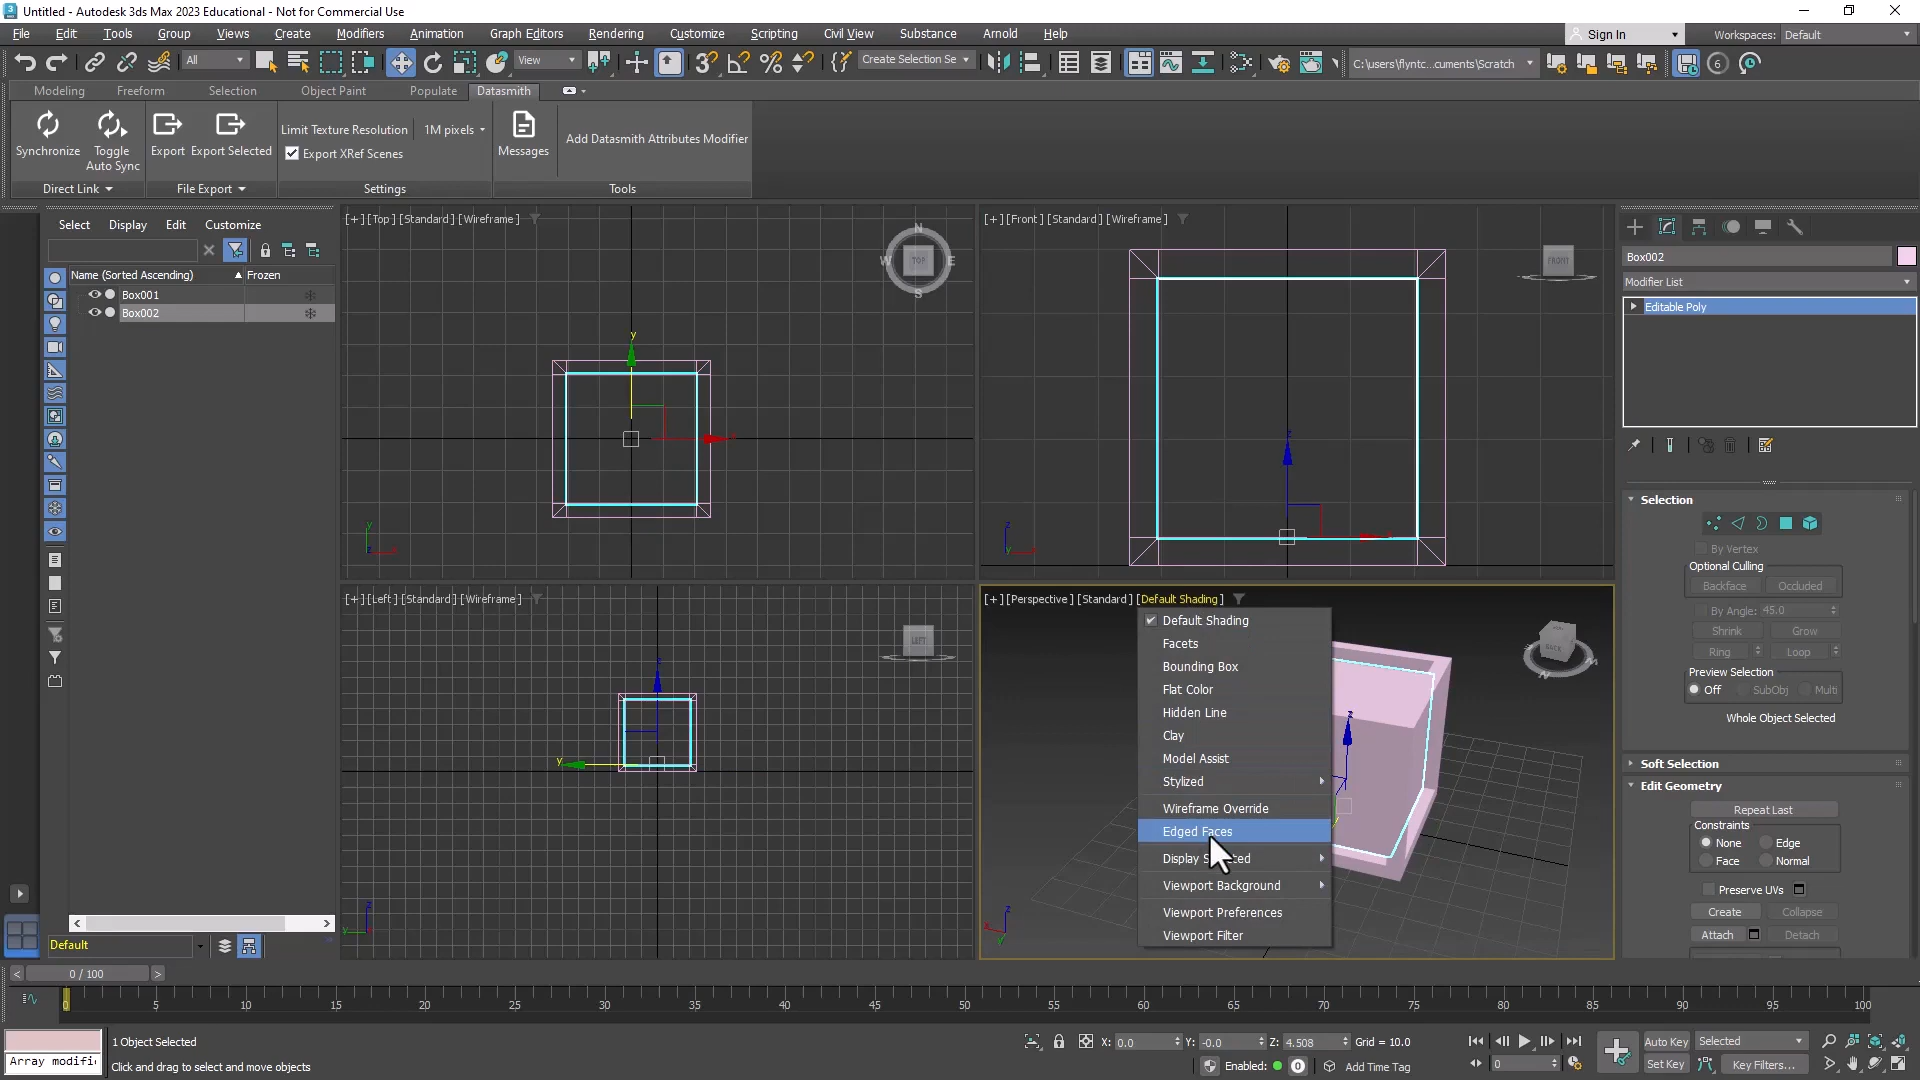 Untitled - Autodesk 3ds Max 2023 Educational - Not for Commercial Use
File Edit Tools Group Views Create Modifiers Animation Graph Editors Rendering Customize Scripting Civil View Substance Arnold Help Sign In Workspaces: Default
All View Create Selection Se C:\users\flyntc...cuments\Scratch 6
Modeling Freeform Selection Object Paint Populate Datasmith
Limit Texture Resolution 1M pixels
Synchronize Toggle Auto Sync Export Export Selected Export XRef Scenes Messages Add Datasmith Attributes Modifier
Direct Link File Export Settings Tools
Select Display Edit Customize
[+] [Top] [Standard] [Wireframe]
[+] [Front] [Standard] [Wireframe]
N
W TOP E
S
FRONT
Box002
Name (Sorted Ascending) Frozen
Modifier List
Box001
Box002
Editable Poly
y
x
z
Selection
By Vertex
Optional Culling
Backface Occluded
[+] [Left] [Standard] [Wireframe]
[+] [Perspective] [Standard] [Default Shading]
By Angle: 45.0
Default Shading
Shrink Grow
Facets
LEFT
BACK
Ring Loop
Bounding Box
Preview Selection
Flat Color
Off SubObj Multi
Hidden Line
Whole Object Selected
Clay
Model Assist
Soft Selection
Stylized
Edit Geometry
Wireframe Override
Repeat Last
Constraints
Edged Faces
None Edge
Face Normal
Viewport Background
Preserve UVs
Viewport Preferences
Create Collapse
Viewport Filter
Attach Detach
Default
0 / 100
0 5 10 15 20 25 30 35 40 45 50 55 60 65 70 75 80 85 90 95 100
1 Object Selected
X: 0.0 Y: -0.0 Z: 4.508 Grid = 10.0
Auto Key Selected
Array modifi
Click and drag to select and move objects
Enabled: 0 Add Time Tag
0
Set Key Key Filters...